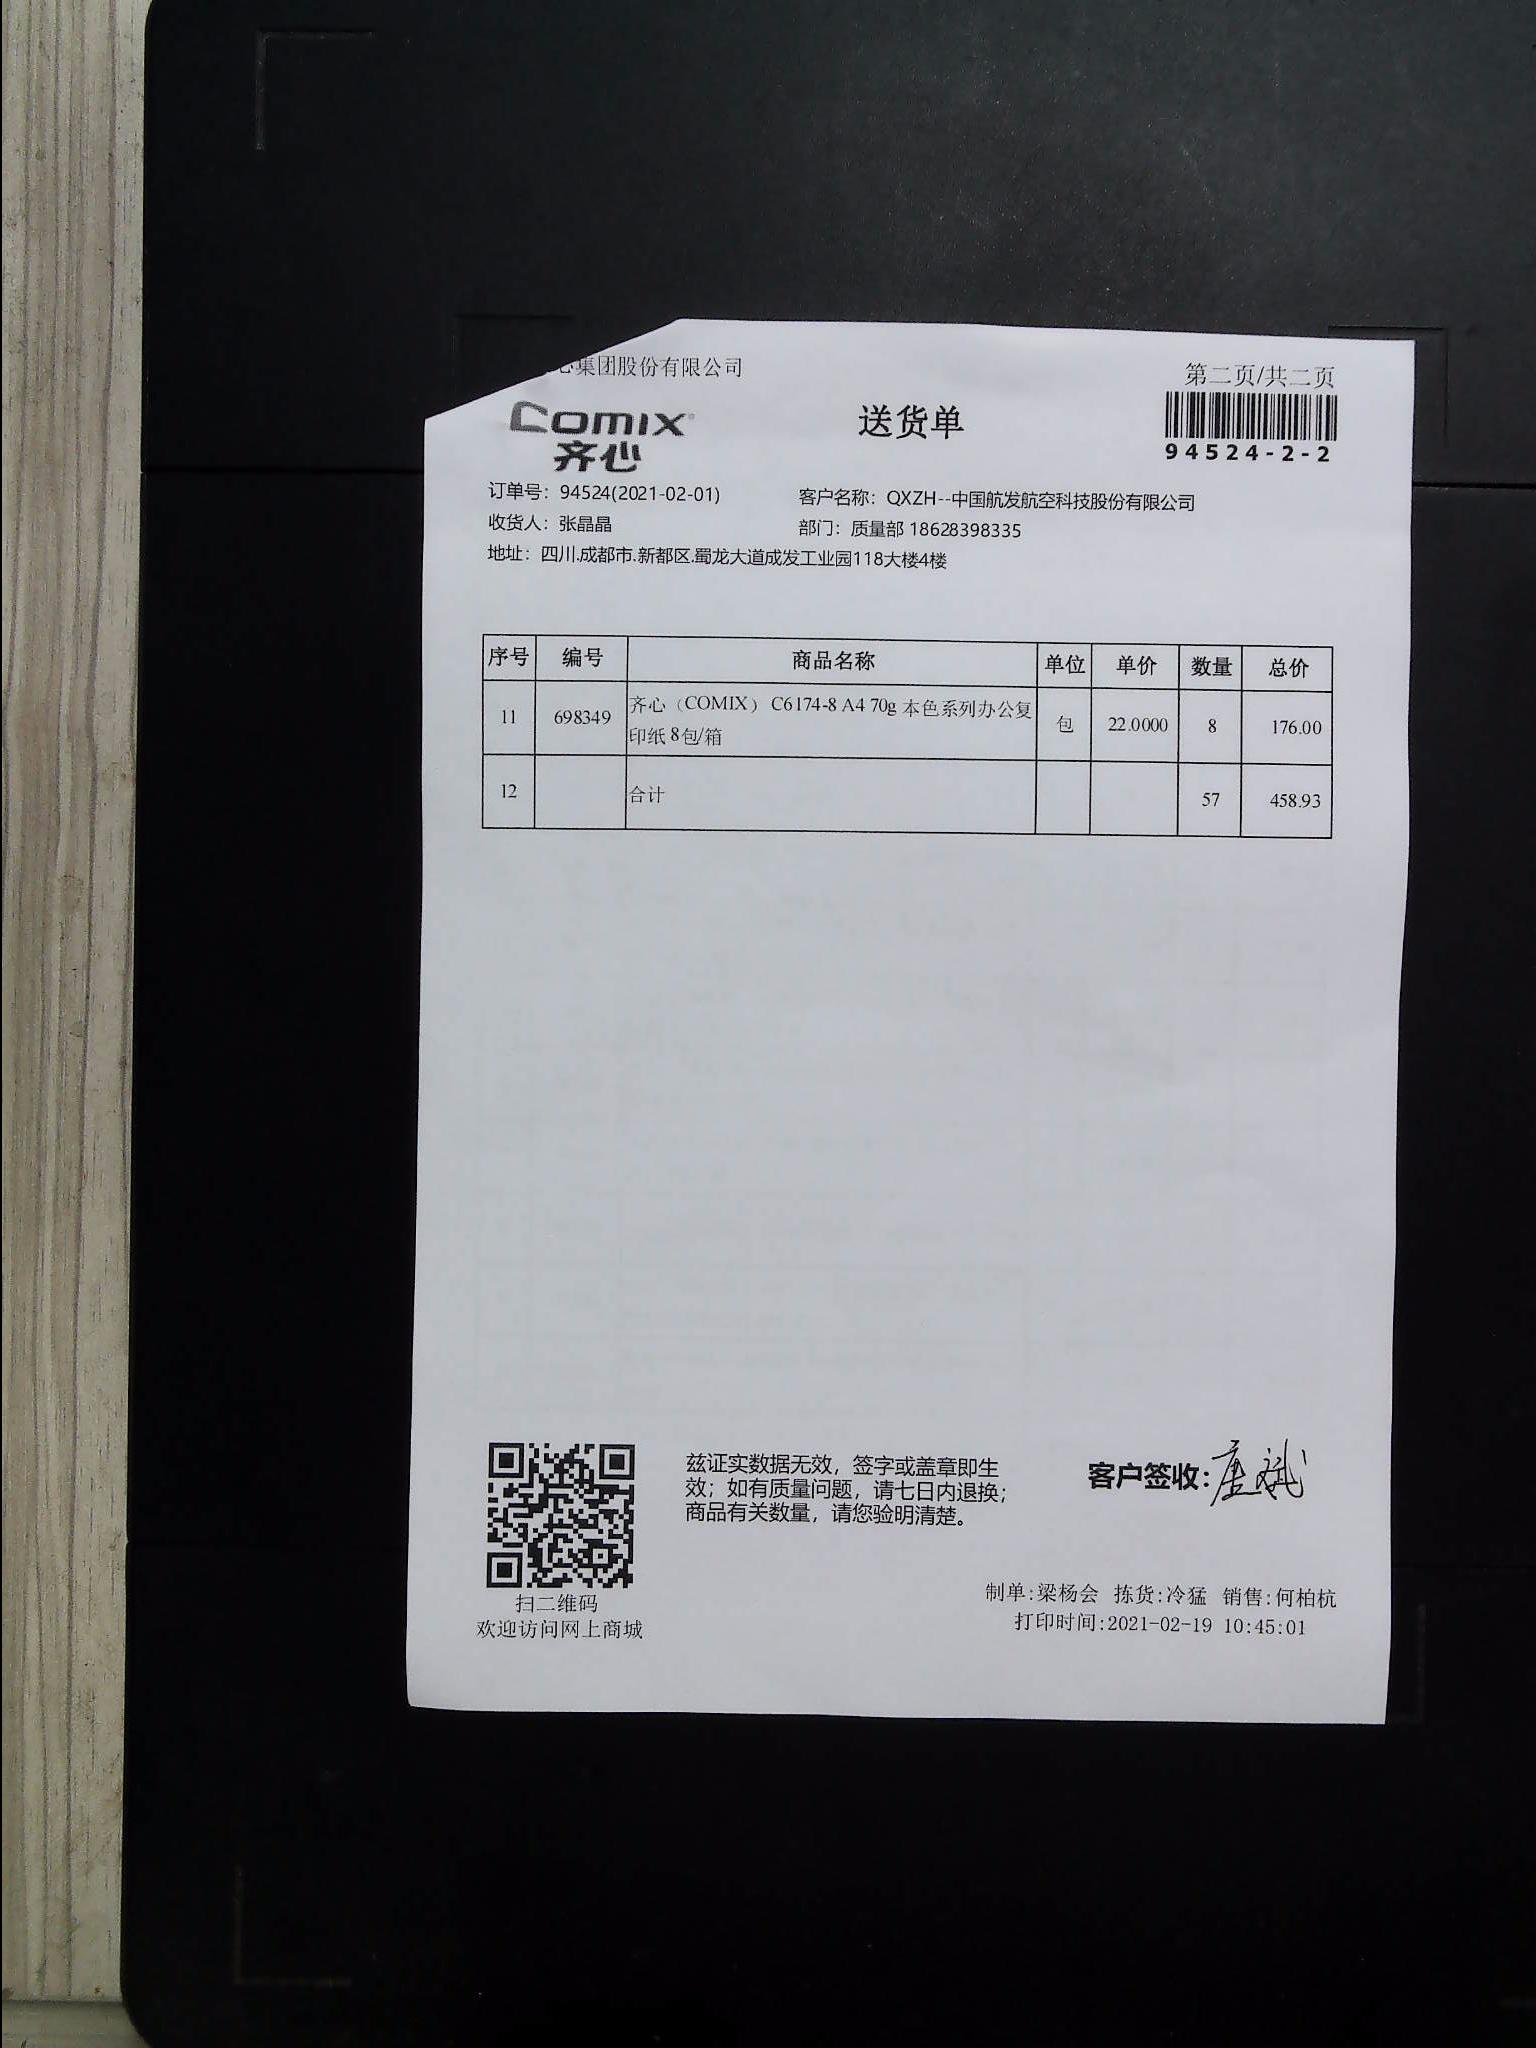 集团股份有限公司
第二页/共二页
COMIX
齐心
送货单
94524-2-2
订单号：94524(2021-02-01)
客户名称：QXZH--中国航发航空科技股份有限公司
收货人：张晶晶
部门：质量部 18628398335
地址：四川.成都市.新都区.蜀龙大道成发工业园118大楼4楼
序号 编号 商品名称 单位 单价 数量 总价
11 698349 齐心（COMIX） C6174-8 A4 70g 本色系列办公复 包 22.0000 8 176.00
印纸 8包/箱
12 合计 57 458.93
兹证实数据无效，签字或盖章即生
效；如有质量问题，请七日内退换；
商品有关数量，请您验明清楚。
客户签收：
扫二维码
欢迎访问网上商城
制单:梁杨会 拣货:冷猛 销售:何柏杭
打印时间:2021-02-19 10:45:01